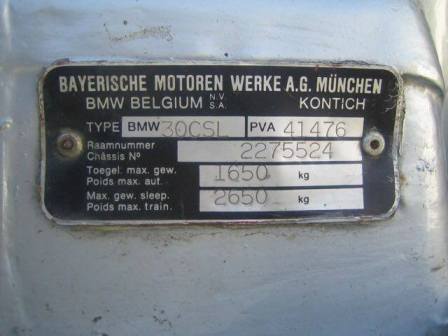 BAYERISCHE MOTOREN WERKE A.G. MÜNCHEN
BMW BELGIUM N.V. S.A. KONTICH
TYPE BMW 30CSL PVA 41476
Raamnummer
Châssis Nº 2275524
Toegel. max. gew.
Poids max. aut. 1650 kg
Max. gew. sleep.
Poids max. train. 2650 kg